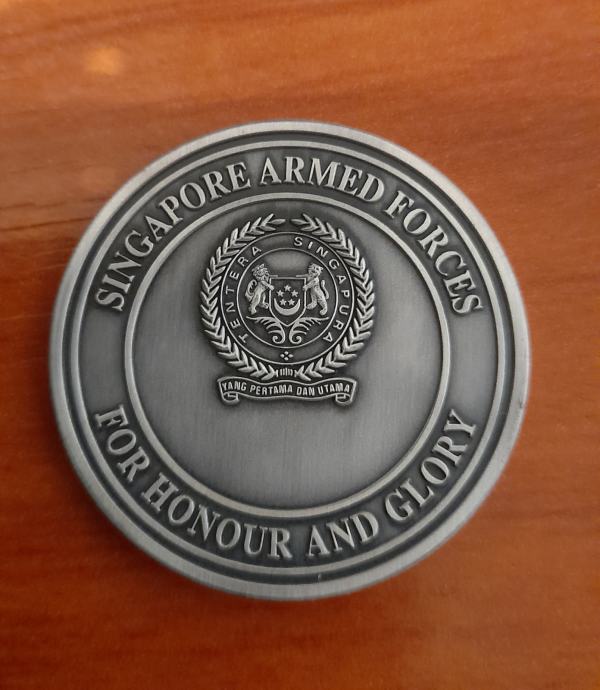 SINGAPORE ARMED FORCES
TENTERA SINGAPURA
YANG PERTAMA DAN UTAMA
FOR HONOUR AND GLORY